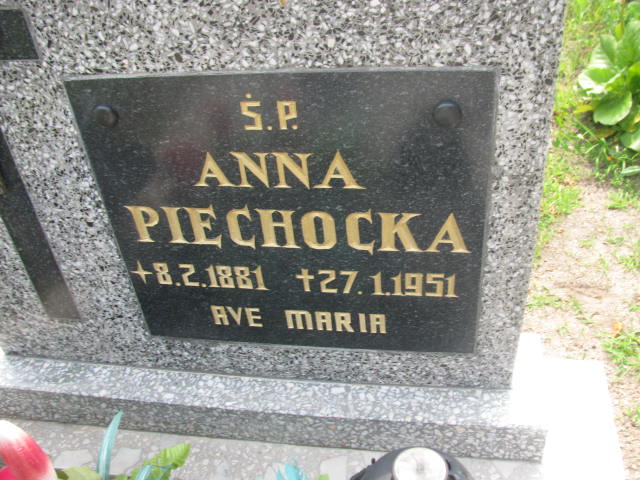 Ś.P.
ANNA
PIECHOCKA
+8.2.1881 +27.1.1951
AVE MARIA